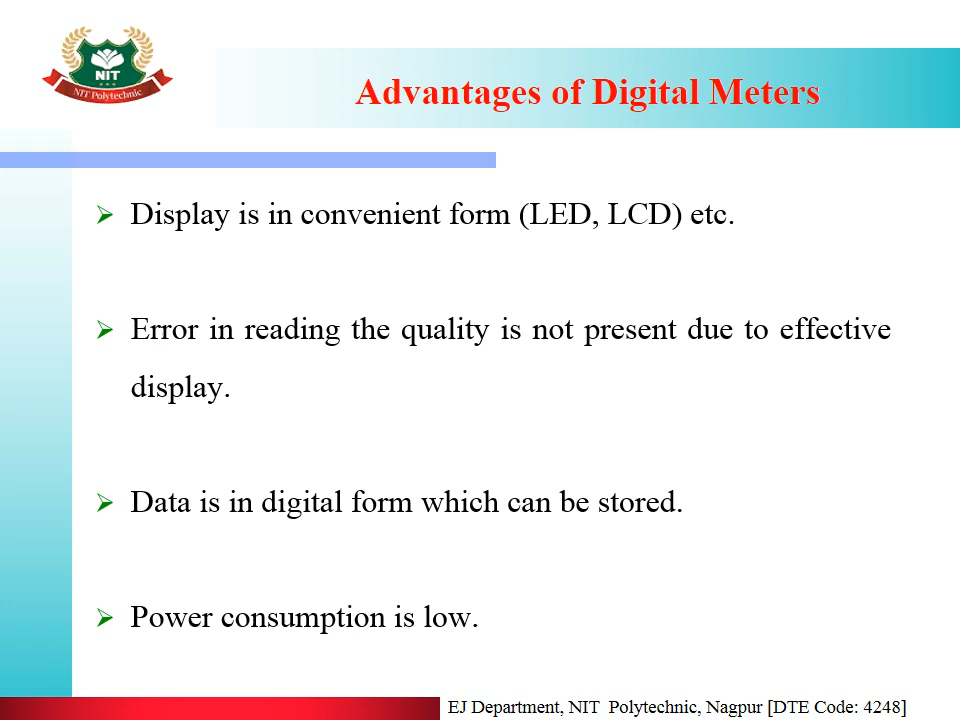 NIT
NIT Polytechnic
Advantages of Digital Meters
Display is in convenient form (LED, LCD) etc.
Error in reading the quality is not present due to effective
display.
Data is in digital form which can be stored.
Power consumption is low.
EJ Department, NIT Polytechnic, Nagpur [DTE Code: 4248]